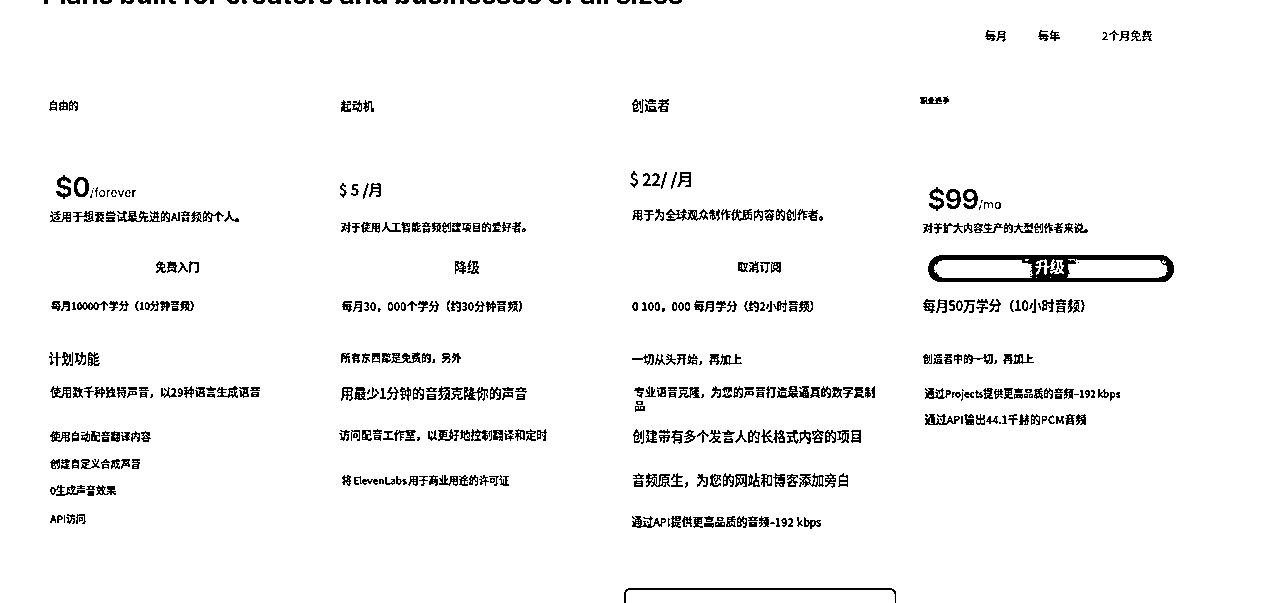 Plans built for creators and businesses of all sizes
每月 每年 2个月免费
自由的
起动机
创造者
职业选手
$0/forever
适用于想要尝试最先进的AI音频的个人。
免费入门
每月10000个学分（10分钟音频）
计划功能
使用数千种独特声音，以29种语言生成语音
使用自动配音翻译内容
创建自定义合成声音
0生成声音效果
API访问
$ 5 /月
对于使用人工智能音频创建项目的爱好者。
降级
每月30，000个学分（约30分钟音频）
所有东西都是免费的，另外
用最少1分钟的音频克隆你的声音
访问配音工作室，以更好地控制翻译和定时
将 ElevenLabs 用于商业用途的许可证
$ 22/ /月
用于为全球观众制作优质内容的创作者。
取消订阅
0 100，000 每月学分（约2小时音频）
一切从头开始，再加上
专业语音克隆，为您的声音打造最逼真的数字复制
品
创建带有多个发言人的长格式内容的项目
音频原生，为您的网站和博客添加旁白
通过API提供更高品质的音频-192 kbps
$99/mo
对于扩大内容生产的大型创作者来说。
升级
每月50万学分（10小时音频）
创造者中的一切，再加上
通过Projects提供更高品质的音频-192 kbps
通过API输出44.1千赫的PCM音频